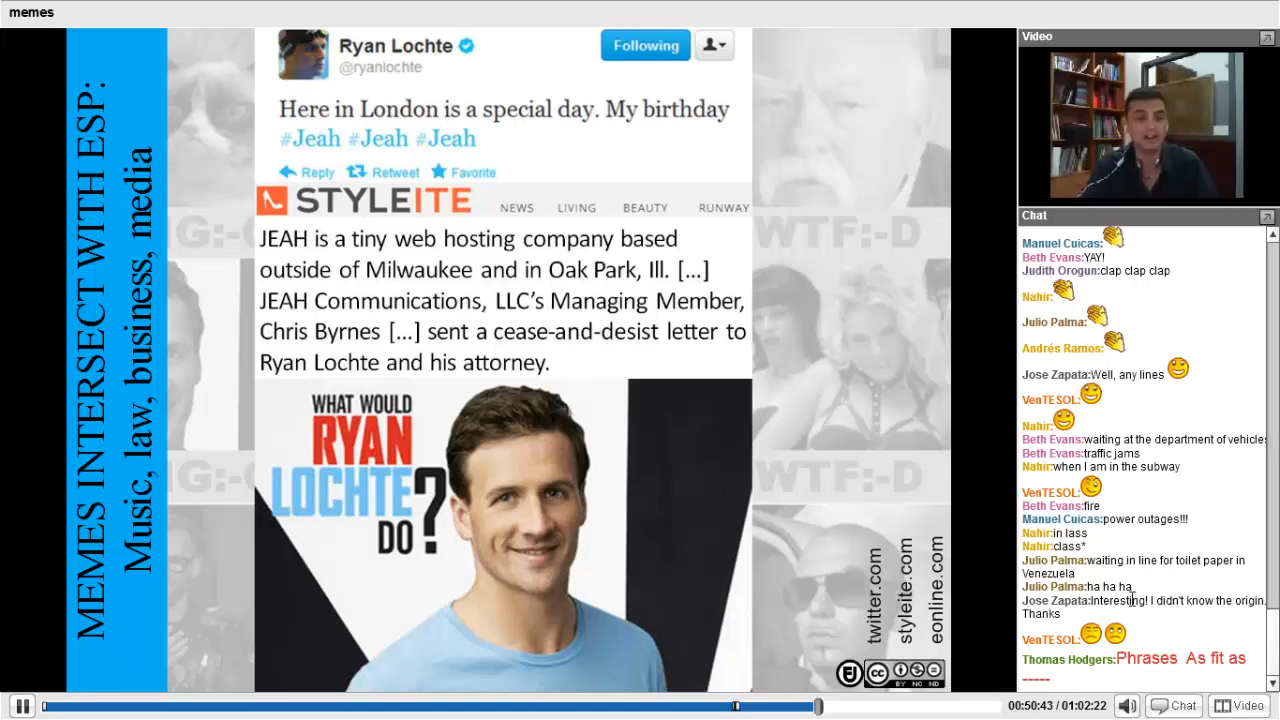 memes
MEMES INTERSECT WITH ESP:
Music, law, business, media
Ryan Lochte
@ryanlochte
Following
Here in London is a special day. My birthday
#Jeah #Jeah #Jeah
Reply Retweet Favorite
STYLEITE NEWS LIVING BEAUTY RUNWAY
JEAH is a tiny web hosting company based
outside of Milwaukee and in Oak Park, Ill. […]
JEAH Communications, LLC’s Managing Member,
Chris Byrnes […] sent a cease-and-desist letter to
Ryan Lochte and his attorney.
WHAT WOULD
RYAN
LOCHTE
DO?
G:-(
WTF:-D
NG:-(
WTF:-D
twitter.com
styleite.com
eonline.com
FJ cc BY NC ND
Video
Chat
Manuel Cuicas:
Beth Evans:YAY!
Judith Orogun:clap clap clap
Nahir:
Julio Palma:
Andrés Ramos:
Jose Zapata:Well, any lines
VenTESOL:
Nahir:
Beth Evans:waiting at the department of vehicles
Beth Evans:traffic jams
Nahir:when I am in the subway
VenTESOL:
Beth Evans:fire
Manuel Cuicas:power outages!!!
Nahir:in lass
Nahir:class*
Julio Palma:waiting in line for toilet paper in
Venezuela
Julio Palma:ha ha ha
Jose Zapata:Interesting! I didn't know the origin.
Thanks
VenTESOL:
Thomas Hodgers:Phrases As fit as
-----
00:50:43 / 01:02:22
Chat
Video